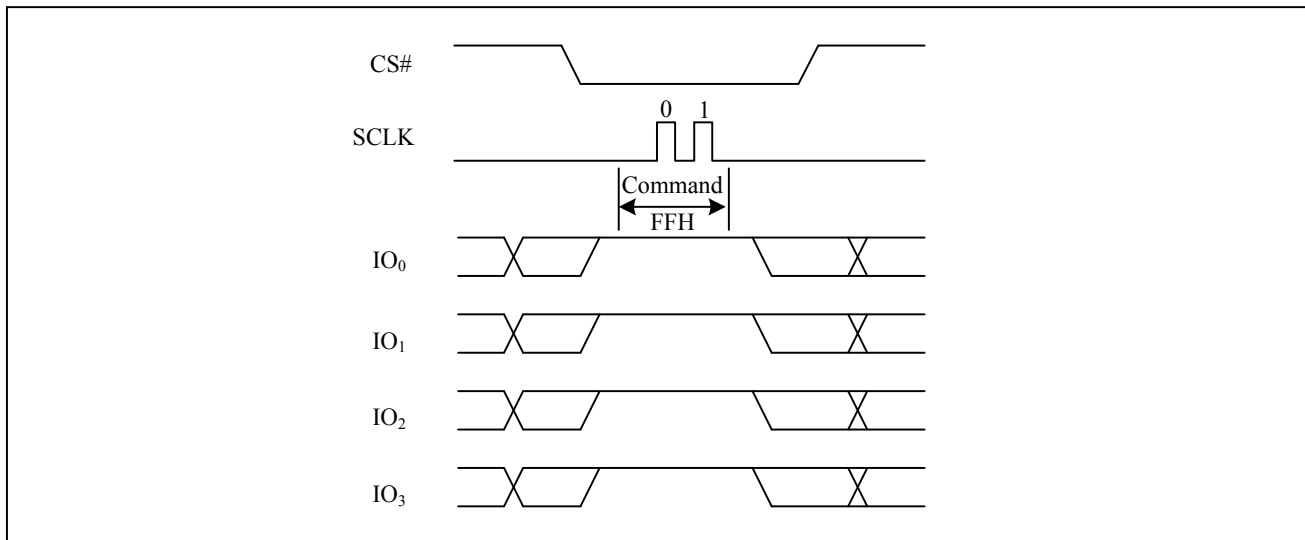 CS#
0 1
SCLK
Command
FFH
IO₀
IO₁
IO₂
IO₃